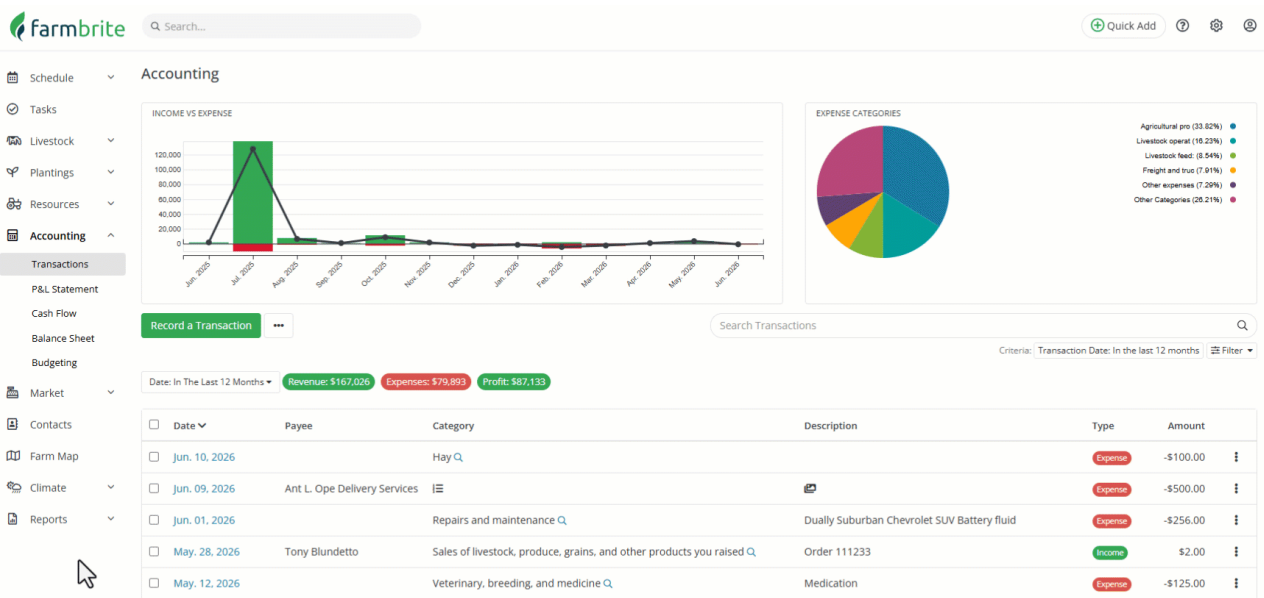 farmbrite
Search...
Quick Add
Schedule
Tasks
Livestock
Plantings
Resources
Accounting
Transactions
P&L Statement
Cash Flow
Balance Sheet
Budgeting
Market
Contacts
Farm Map
Climate
Reports
Accounting
INCOME VS EXPENSE
120,000
100,000
80,000
60,000
40,000
20,000
0
Jun. 2025
Jul. 2025
Aug. 2025
Sep. 2025
Oct. 2025
Nov. 2025
Dec. 2025
Jan. 2026
Feb. 2026
Mar. 2026
Apr. 2026
May. 2026
Jun. 2026
EXPENSE CATEGORIES
Agricultural pro (33.82%)
Livestock operat (16.23%)
Livestock feed: (8.54%)
Freight and truc (7.91%)
Other expenses (7.29%)
Other Categories (26.21%)
Record a Transaction
Search Transactions
Criteria: Transaction Date: In the last 12 months Filter
Date: In The Last 12 Months Revenue: $167,026 Expenses: $79,893 Profit: $87,133
Date Payee Category Description Type Amount
Jun. 10, 2026 Hay Expense -$100.00
Jun. 09, 2026 Ant L. Ope Delivery Services Expense -$500.00
Jun. 01, 2026 Repairs and maintenance Dually Suburban Chevrolet SUV Battery fluid Expense -$256.00
May. 28, 2026 Tony Blundetto Sales of livestock, produce, grains, and other products you raised Order 111233 Income $2.00
May. 12, 2026 Veterinary, breeding, and medicine Medication Expense -$125.00